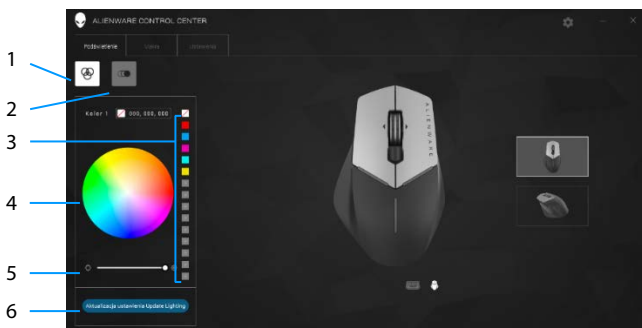 ALIENWARE CONTROL CENTER
Podświetlenie
1
2
3
Kolor 1 000, 000, 000
ALIENWARE
4
5
6
Aktualizacja ustawienia Update Lighting